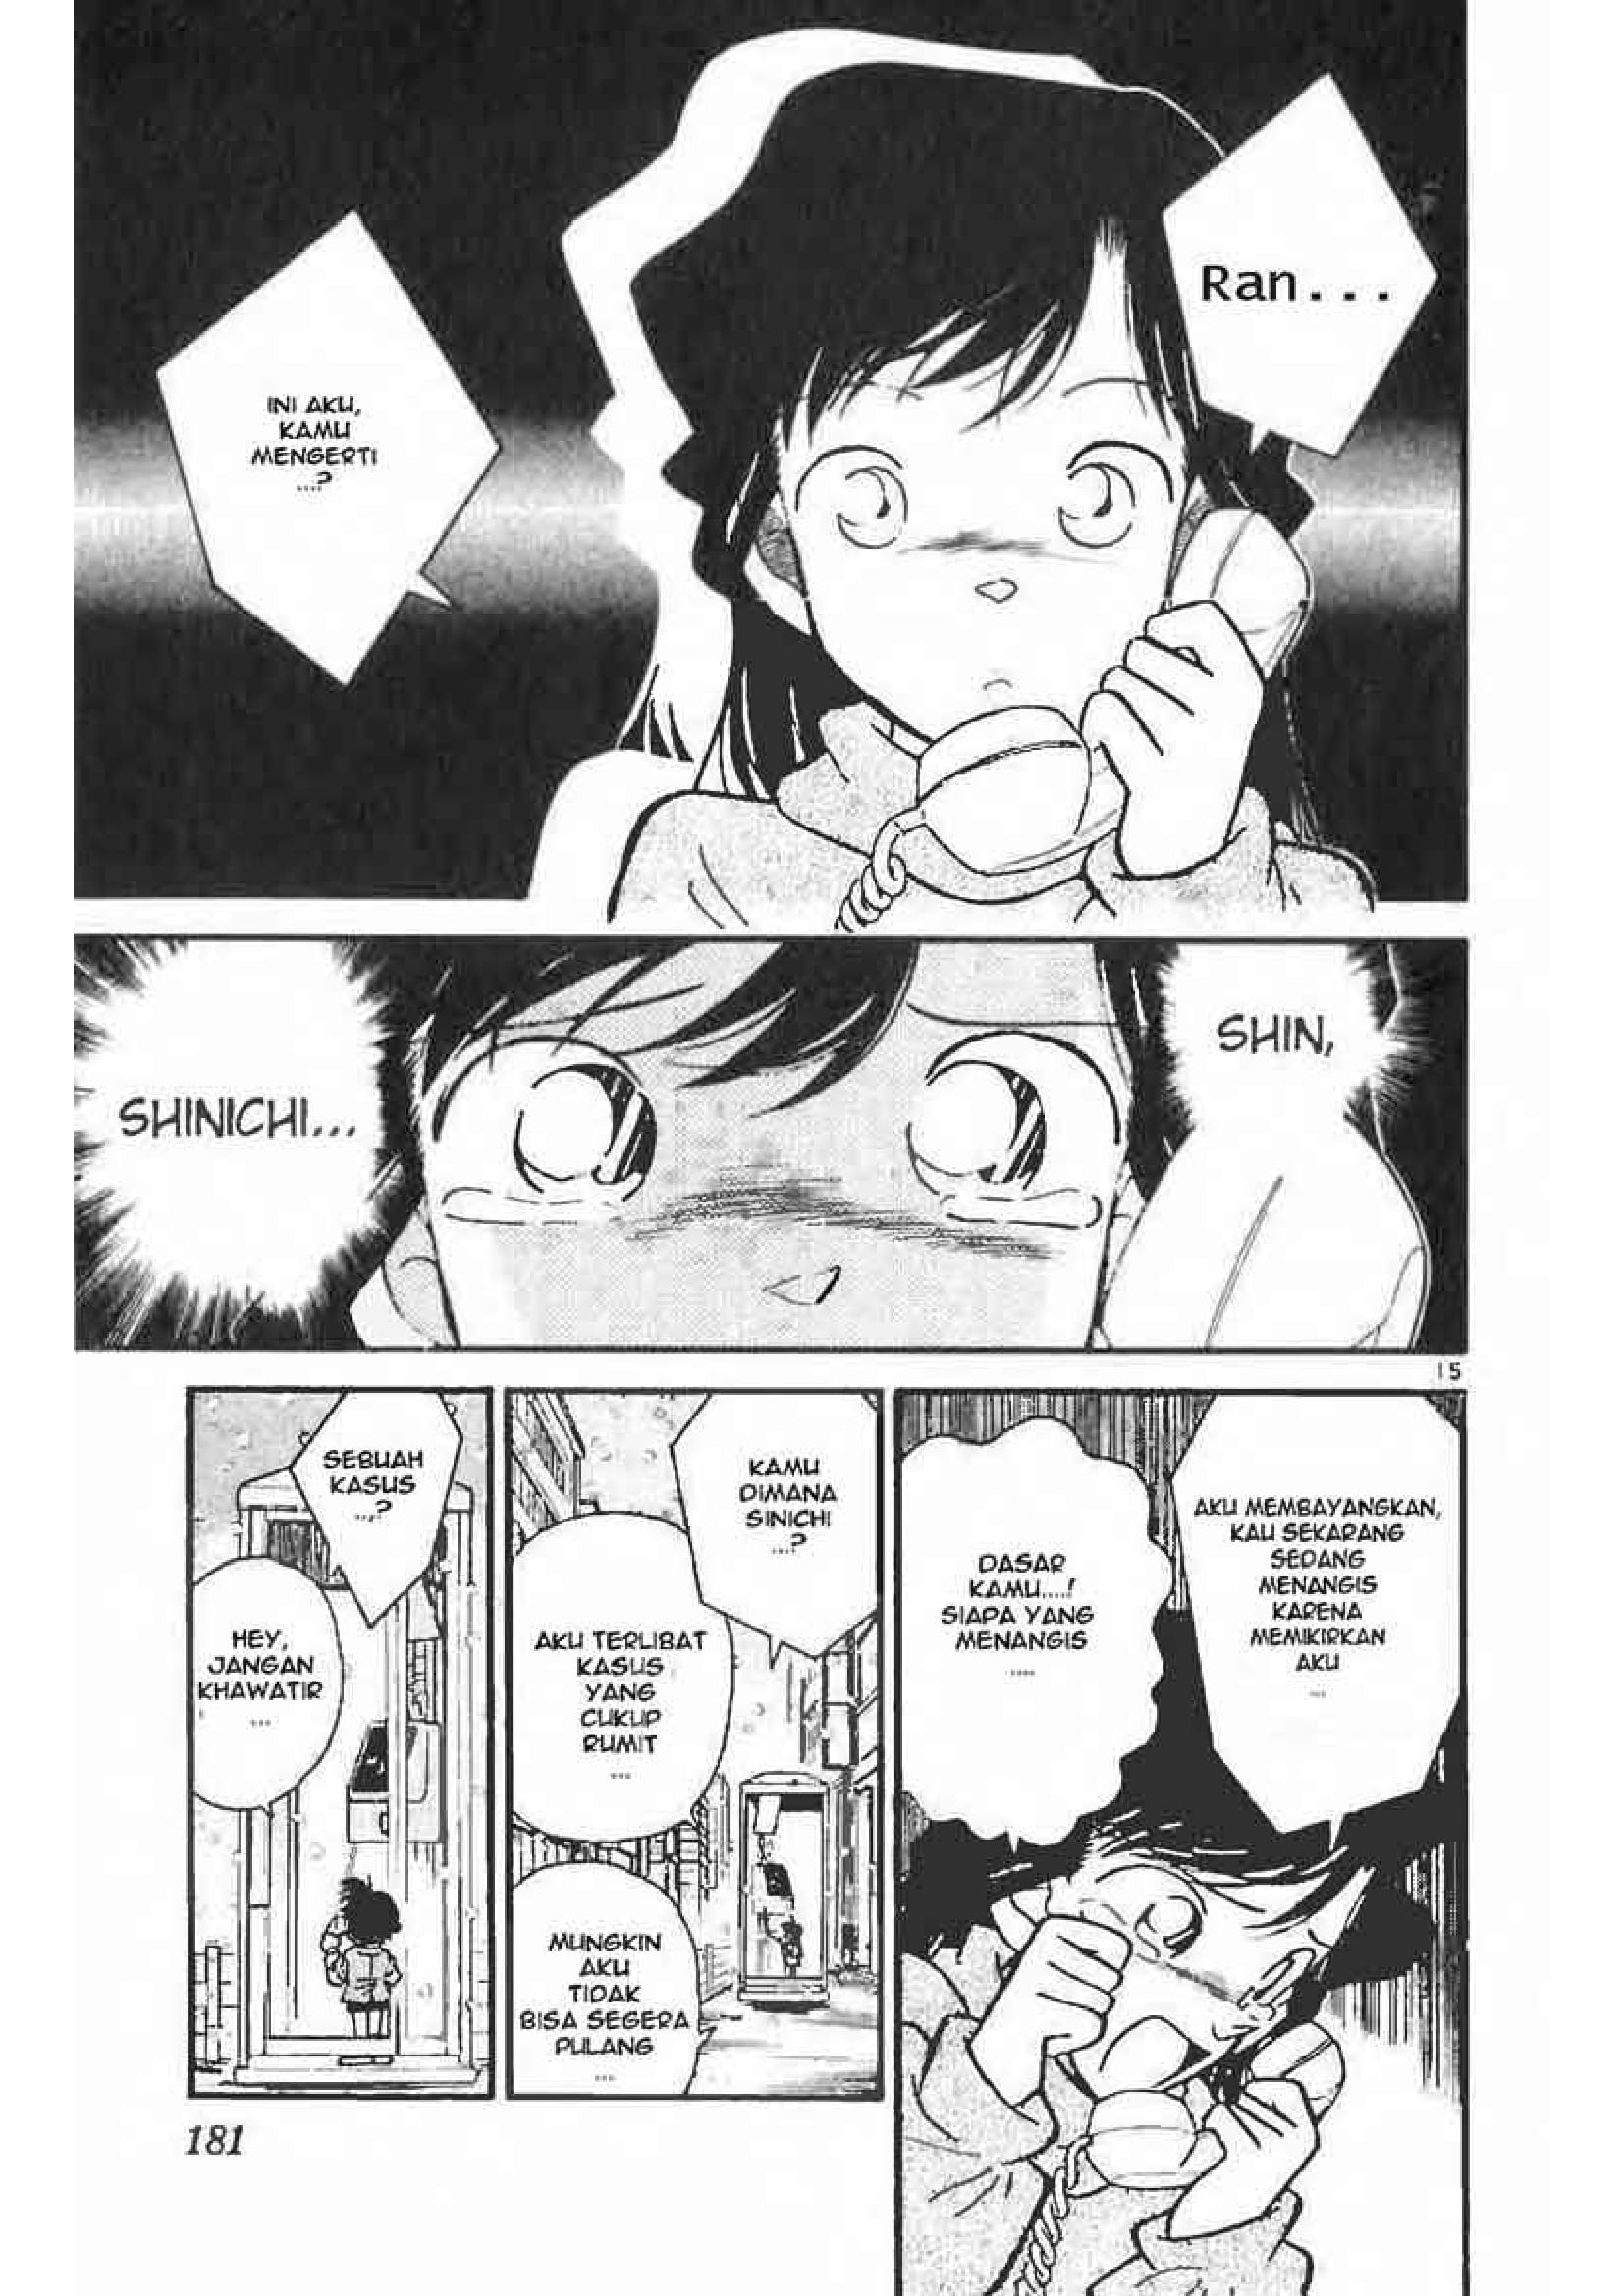 Ran...
INI AKU,
KAMU
MENGERTI
....?
SHIN,
SHINICHI...
15
AKU MEMBAYANGKAN,
KAU SEKARANG
SEDANG
MENANGIS
KARENA
MEMIKIRKAN
AKU
...
DASAR
KAMU....!
SIAPA YANG
MENANGIS
....
KAMU
DIMANA
SINICHI
....?
AKU TERLIBAT
KASUS
YANG
CUKUP
RUMIT
...
MUNGKIN
AKU
TIDAK
BISA SEGERA
PULANG
...
SEBUAH
KASUS
...?
HEY,
JANGAN
KHAWATIR
...
181